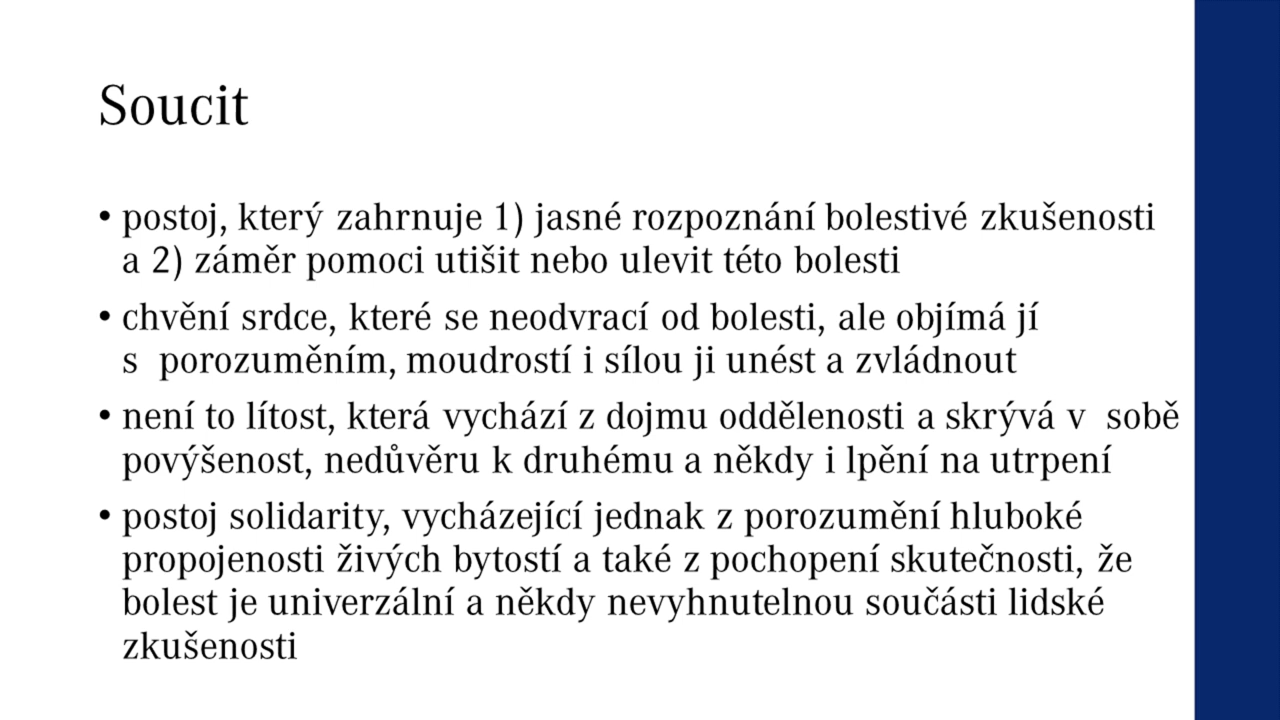 Soucit
• postoj, který zahrnuje 1) jasné rozpoznání bolestivé zkušenosti
a 2) záměr pomoci utišit nebo ulevit této bolesti
• chvění srdce, které se neodvrací od bolesti, ale objímá jí
s porozuměním, moudrostí i sílou ji unést a zvládnout
• není to lítost, která vychází z dojmu oddělenosti a skrývá v sobě
povýšenost, nedůvěru k druhému a někdy i lpění na utrpení
• postoj solidarity, vycházející jednak z porozumění hluboké
propojenosti živých bytostí a také z pochopení skutečnosti, že
bolest je univerzální a někdy nevyhnutelnou součásti lidské
zkušenosti